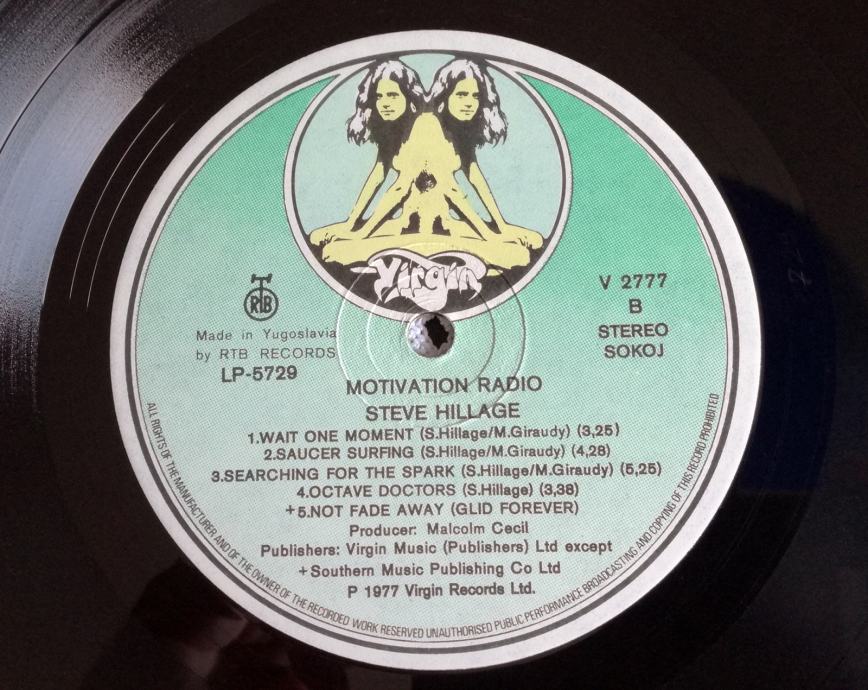 Virgin
RTB
Made in Yugoslavia
by RTB RECORDS
LP-5729
V 2777
B
STEREO
SOKOJ
MOTIVATION RADIO
STEVE HILLAGE
1.WAIT ONE MOMENT (S.Hillage/M.Giraudy) (3,25)
2.SAUCER SURFING (S.Hillage/M.Giraudy) (4,28)
3.SEARCHING FOR THE SPARK (S.Hillage/M.Giraudy) (5,25)
4.OCTAVE DOCTORS (S.Hillage) (3,38)
+5.NOT FADE AWAY (GLID FOREVER)
Producer: Malcolm Cecil
Publishers: Virgin Music (Publishers) Ltd except
+Southern Music Publishing Co Ltd
P 1977 Virgin Records Ltd.
ALL RIGHTS OF THE MANUFACTURER AND OF THE OWNER OF THE RECORDED WORK RESERVED UNAUTHORISED PUBLIC PERFORMANCE BROADCASTING AND COPYING OF THIS RECORD PROHIBITED